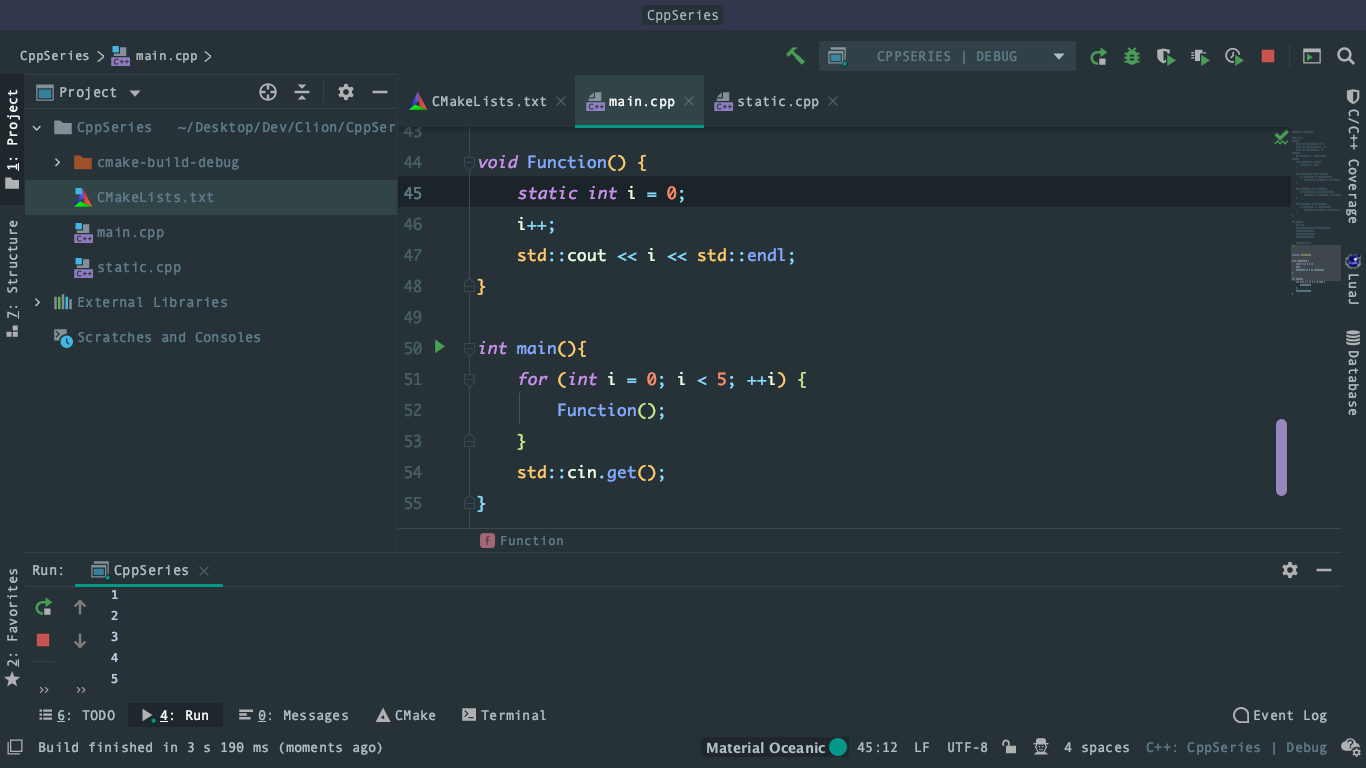 CppSeries
CppSeries > main.cpp >
CPPSERIES | DEBUG
1: Project
Z: Structure
2: Favorites
Project
CppSeries ~/Desktop/Dev/Clion/CppSer
cmake-build-debug
CMakeLists.txt
main.cpp
static.cpp
External Libraries
Scratches and Consoles
CMakeLists.txt
main.cpp
static.cpp
43
44 void Function() {
45 static int i = 0;
46 i++;
47 std::cout << i << std::endl;
48 }
49
50 int main(){
51 for (int i = 0; i < 5; ++i) {
52 Function();
53 }
54 std::cin.get();
55 }
f Function
C/C++ Coverage
LuaJ
Database
Run: CppSeries
1
2
3
4
5
6: TODO
4: Run
0: Messages
CMake
Terminal
Event Log
Build finished in 3 s 190 ms (moments ago)
Material Oceanic
45:12
LF
UTF-8
4 spaces
C++: CppSeries | Debug